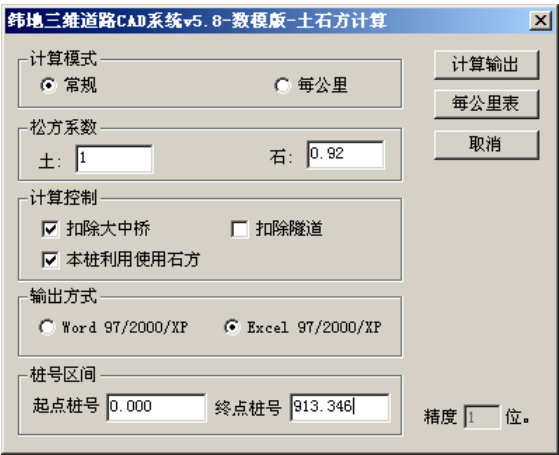 纬地三维道路CAD系统v5.8-数模版-土石方计算
计算模式
常规 每公里
计算输出
每公里表
取消
松方系数
土: 1 石: 0.92
计算控制
扣除大中桥 扣除隧道
本桩利用使用石方
输出方式
Word 97/2000/XP Excel 97/2000/XP
桩号区间
起点桩号 0.000 终点桩号 913.346
精度 1 位。